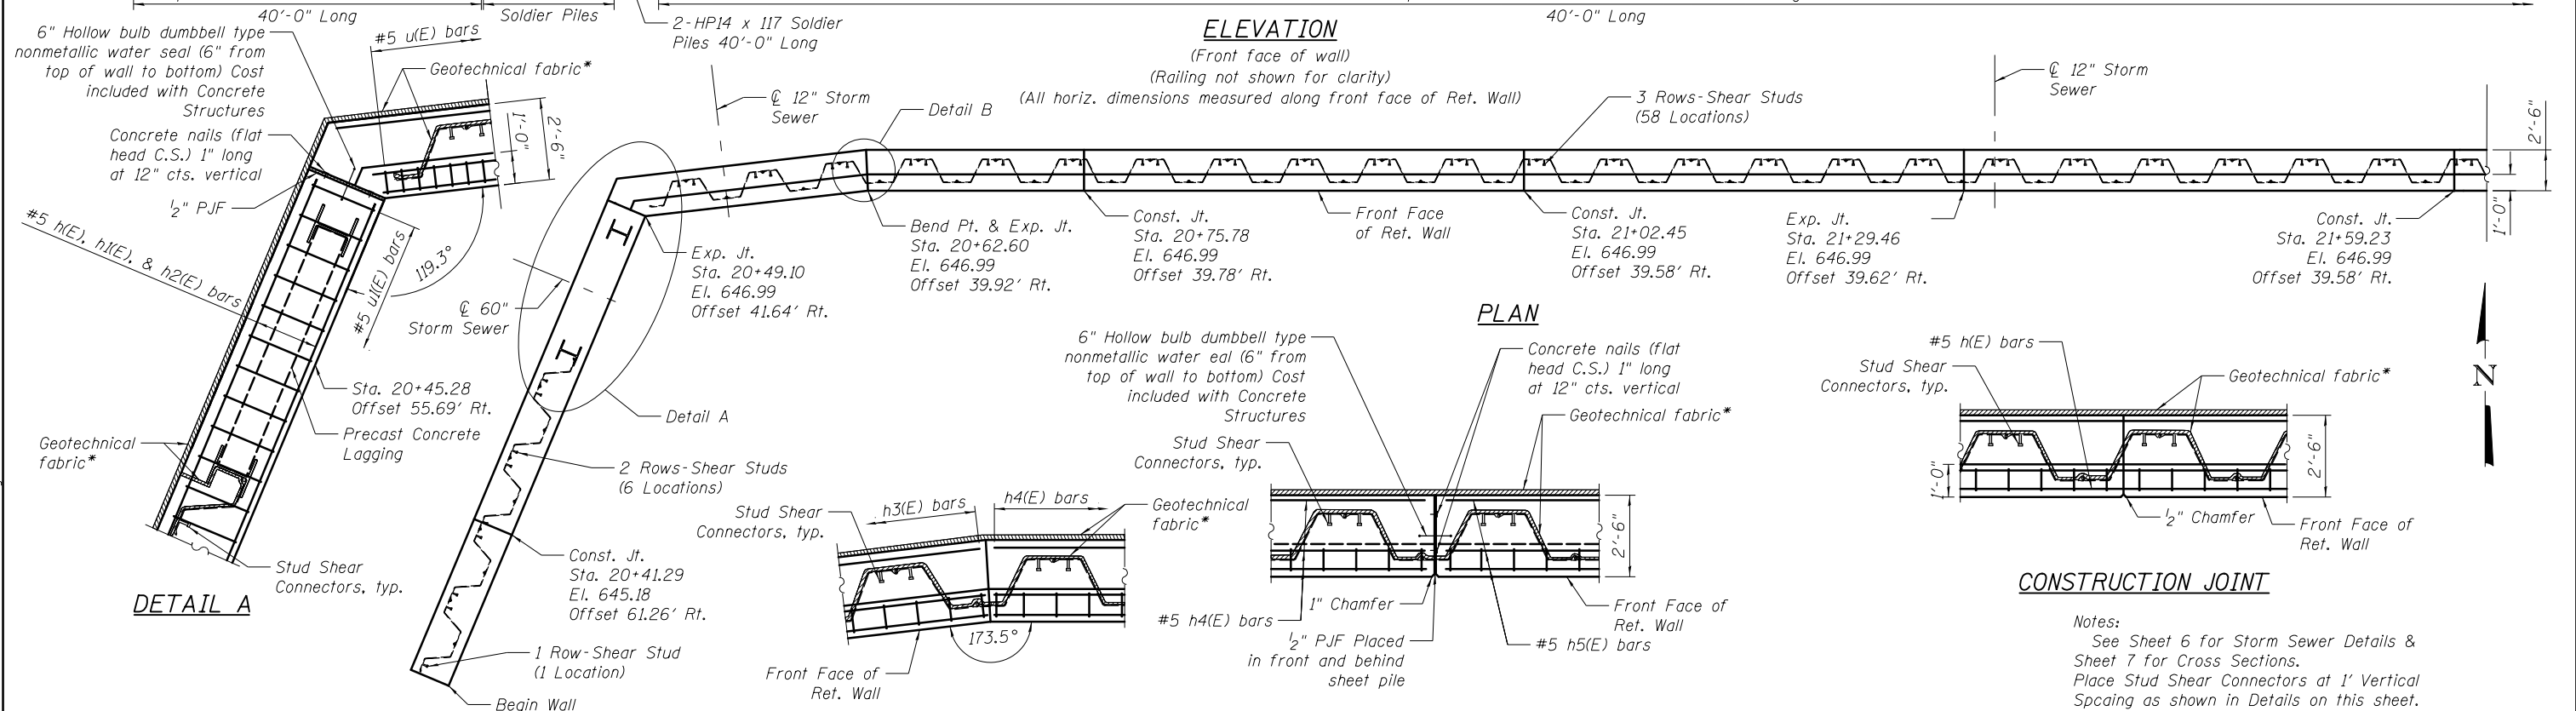 40'-0" Long
Soldier Piles
2-HP14 x 117 Soldier
Piles 40'-0" Long
40'-0" Long
ELEVATION
(Front face of wall)
(Railing not shown for clarity)
(All horiz. dimensions measured along front face of Ret. Wall)
6" Hollow bulb dumbbell type
nonmetallic water seal (6" from
top of wall to bottom) Cost
included with Concrete
Structures
#5 u(E) bars
Geotechnical fabric*
Concrete nails (flat
head C.S.) 1" long
at 12" cts. vertical
1/2" PJF
1'-0"
2'-6"
#5 h(E), h1(E), & h2(E) bars
#5 u1(E) bars
119.3°
Sta. 20+45.28
Offset 55.69' Rt.
Precast Concrete
Lagging
Geotechnical
fabric*
Stud Shear
Connectors, typ.
DETAIL A
℄ 12" Storm
Sewer
Detail B
3 Rows-Shear Studs
(58 Locations)
℄ 12" Storm
Sewer
2'-6"
1'-0"
Exp. Jt.
Sta. 20+49.10
El. 646.99
Offset 41.64' Rt.
Bend Pt. & Exp. Jt.
Sta. 20+62.60
El. 646.99
Offset 39.92' Rt.
Const. Jt.
Sta. 20+75.78
El. 646.99
Offset 39.78' Rt.
Front Face
of Ret. Wall
Const. Jt.
Sta. 21+02.45
El. 646.99
Offset 39.58' Rt.
Exp. Jt.
Sta. 21+29.46
El. 646.99
Offset 39.62' Rt.
Const. Jt.
Sta. 21+59.23
El. 646.99
Offset 39.58' Rt.
℄ 60"
Storm Sewer
Detail A
2 Rows-Shear Studs
(6 Locations)
Const. Jt.
Sta. 20+41.29
El. 645.18
Offset 61.26' Rt.
1 Row-Shear Stud
(1 Location)
Begin Wall
PLAN
N
Stud Shear
Connectors, typ.
h3(E) bars
h4(E) bars
Geotechnical
fabric*
173.5°
Front Face of
Ret. Wall
6" Hollow bulb dumbbell type
nonmetallic water eal (6" from
top of wall to bottom) Cost
included with Concrete
Structures
Concrete nails (flat
head C.S.) 1" long
at 12" cts. vertical
Geotechnical fabric*
Stud Shear
Connectors, typ.
2'-6"
1" Chamfer
#5 h4(E) bars
1/2" PJF Placed
in front and behind
sheet pile
Front Face of
Ret. Wall
#5 h5(E) bars
#5 h(E) bars
Stud Shear
Connectors, typ.
Geotechnical fabric*
1'-0"
2'-6"
1/2" Chamfer
Front Face of
Ret. Wall
CONSTRUCTION JOINT
Notes:
See Sheet 6 for Storm Sewer Details &
Sheet 7 for Cross Sections.
Place Stud Shear Connectors at 1' Vertical
Spcaing as shown in Details on this sheet.